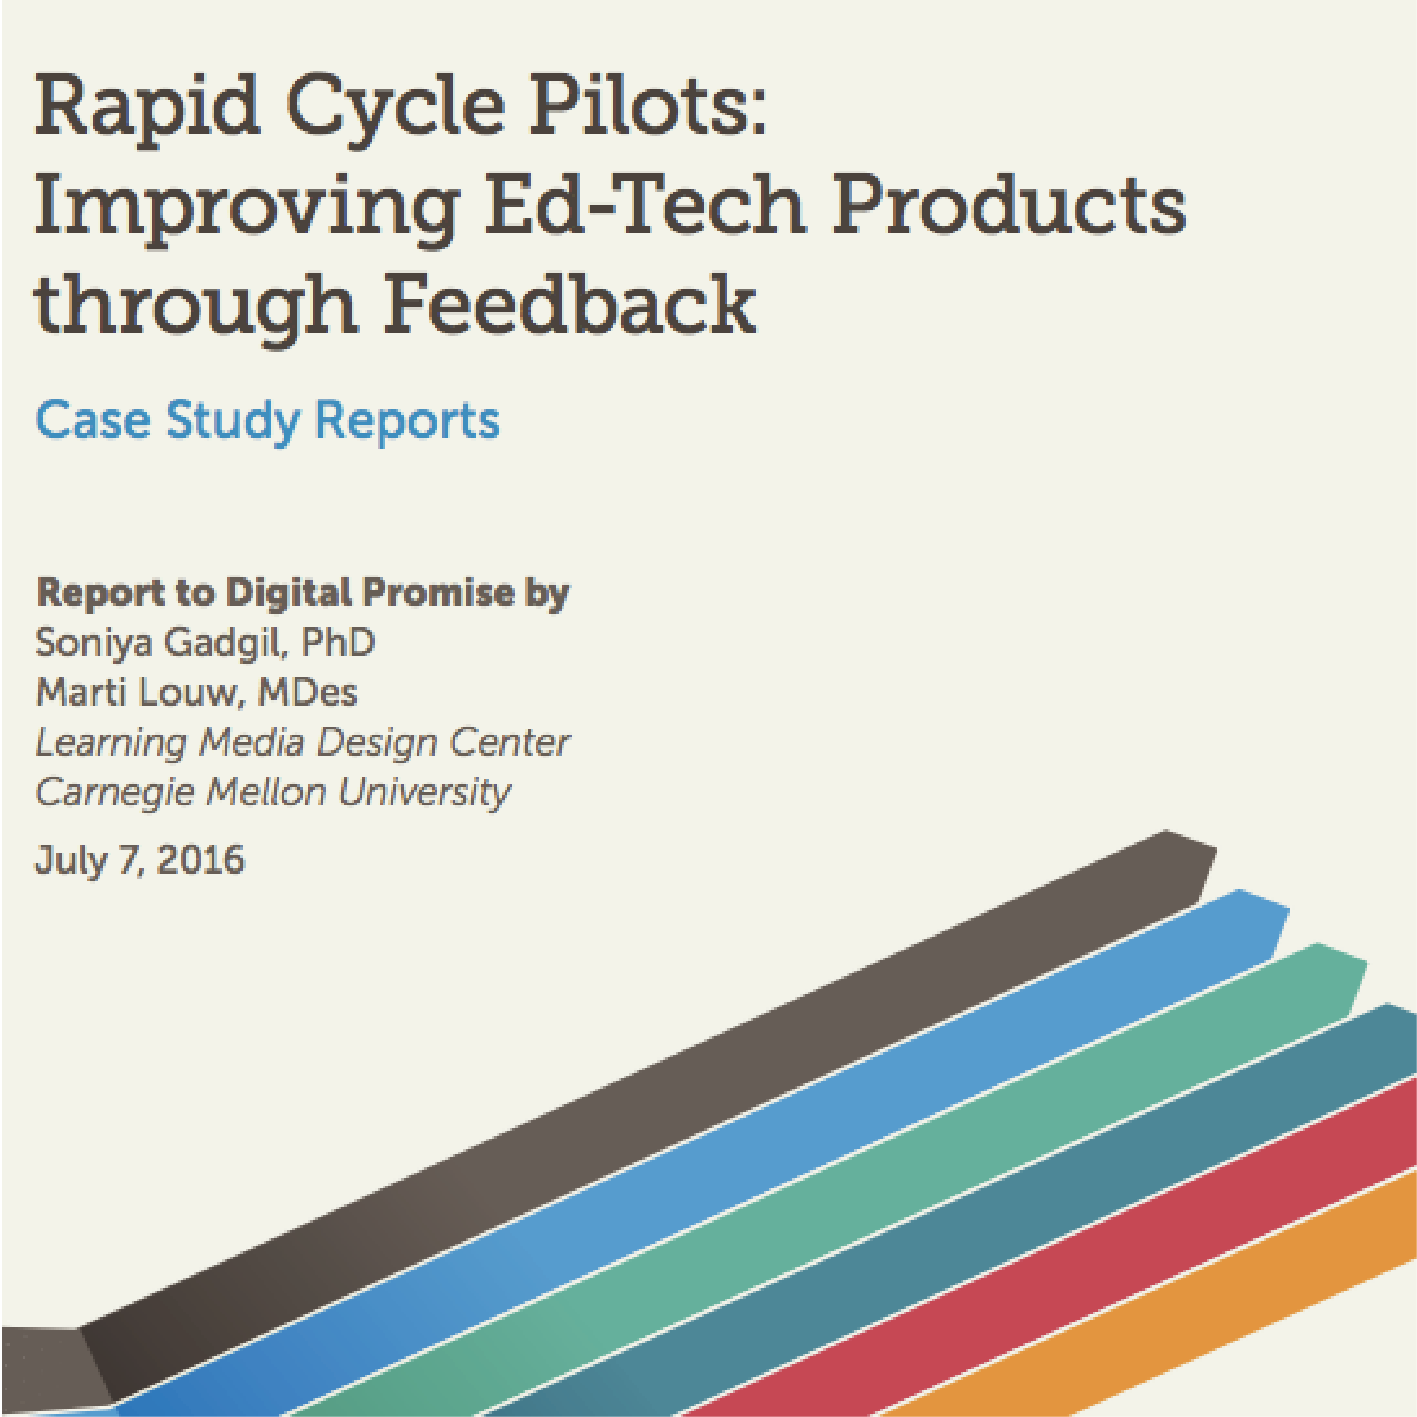 Rapid Cycle Pilots:
Improving Ed-Tech Products
through Feedback
Case Study Reports
Report to Digital Promise by
Soniya Gadgil, PhD
Marti Louw, MDes
Learning Media Design Center
Carnegie Mellon University
July 7, 2016